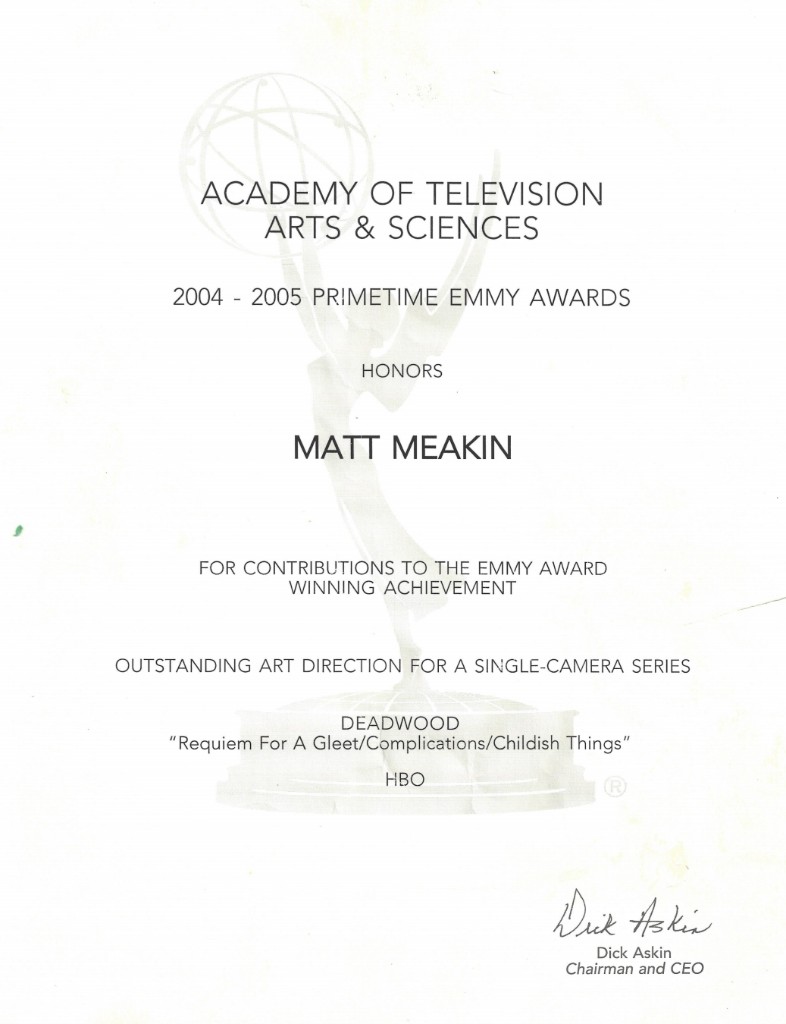 ACADEMY OF TELEVISION
ARTS & SCIENCES
2004 - 2005 PRIMETIME EMMY AWARDS
HONORS
MATT MEAKIN
FOR CONTRIBUTIONS TO THE EMMY AWARD
WINNING ACHIEVEMENT
OUTSTANDING ART DIRECTION FOR A SINGLE-CAMERA SERIES
DEADWOOD
"Requiem For A Gleet/Complications/Childish Things"
HBO
®
Dick Askin
Dick Askin
Chairman and CEO